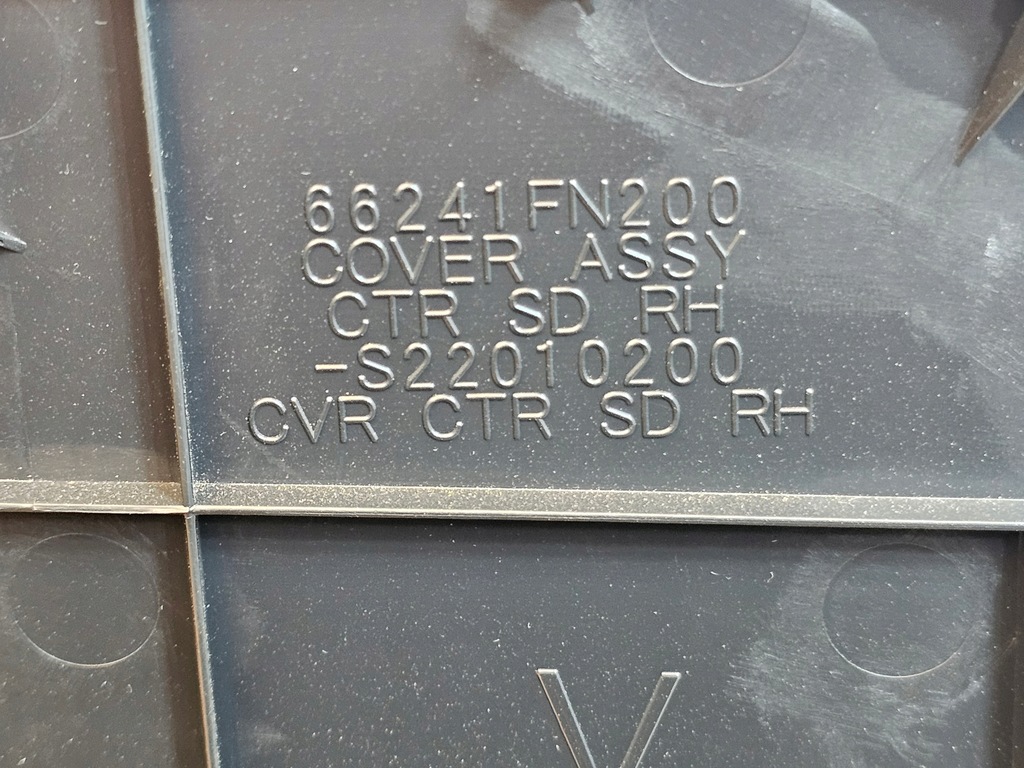 66241FN200
COVER ASSY
CTR SD RH
-S22010200
CVR CTR SD RH
V